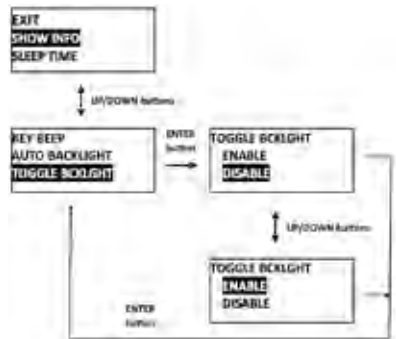 EXIT
SHOW INFO
SLEEP TIME
UP/DOWN buttons
KEY BEEP
AUTO BACKLIGHT
TOGGLE BCKLGHT
ENTER
button
TOGGLE BCKLGHT
ENABLE
DISABLE
UP/DOWN buttons
TOGGLE BCKLGHT
ENABLE
DISABLE
ENTER
button